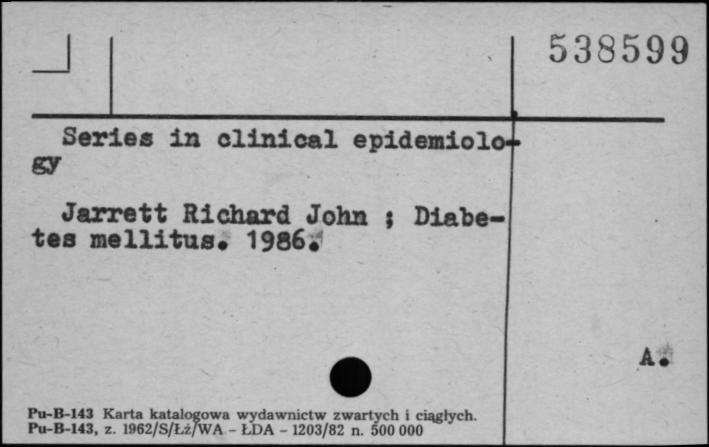 538599
Series in clinical epidemiolo-
gy
Jarrett Richard John ; Diabe-
tes mellitus. 1986.
A.
Pu-B-143 Karta katalogowa wydawnictw zwartych i ciągłych.
Pu-B-143, z. 1962/S/Łż/WA - ŁDA - 1203/82 n. 500 000